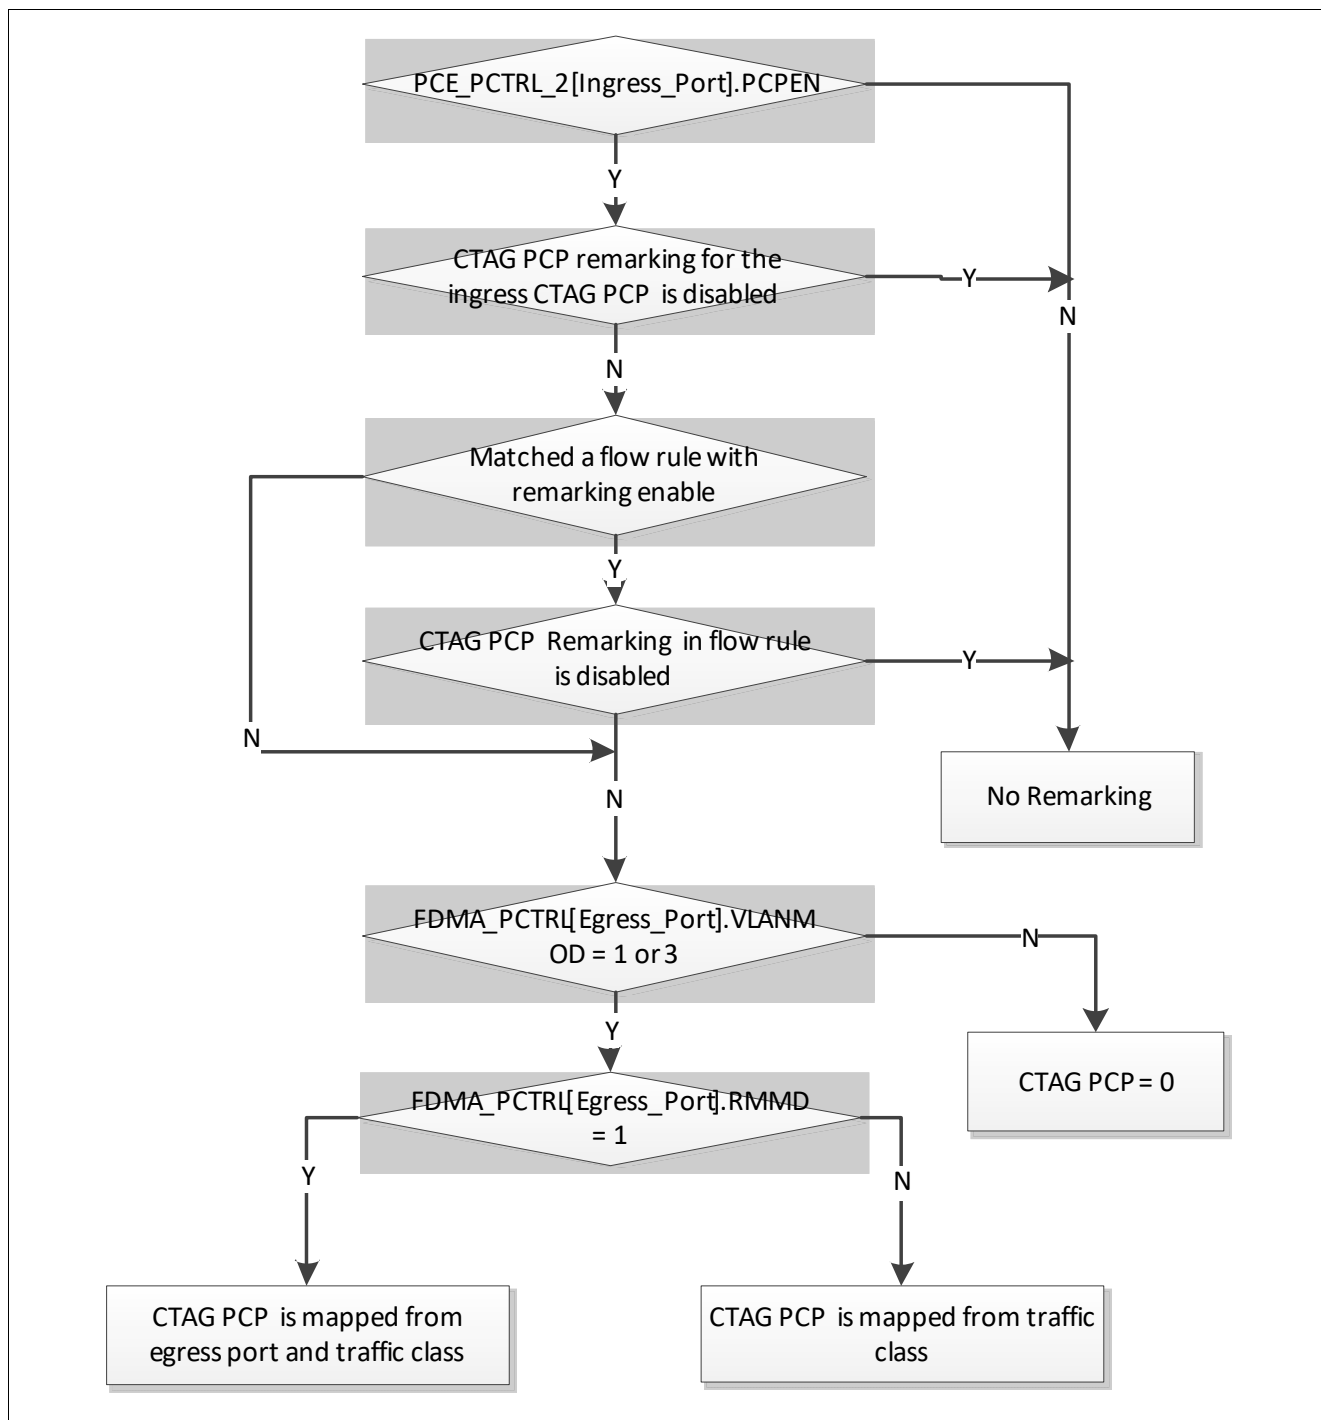 PCE_PCTRL_2[Ingress_Port].PCPEN
Y
CTAG PCP remarking for the
ingress CTAG PCP is disabled
Y
N
N
Matched a flow rule with
remarking enable
Y
CTAG PCP Remarking in flow rule
is disabled
Y
N
No Remarking
N
FDMA_PCTRL[Egress_Port].VLANM
OD = 1 or 3
N
Y
CTAG PCP = 0
FDMA_PCTRL[Egress_Port].RMMD
= 1
Y
N
CTAG PCP is mapped from
egress port and traffic class
CTAG PCP is mapped from traffic
class